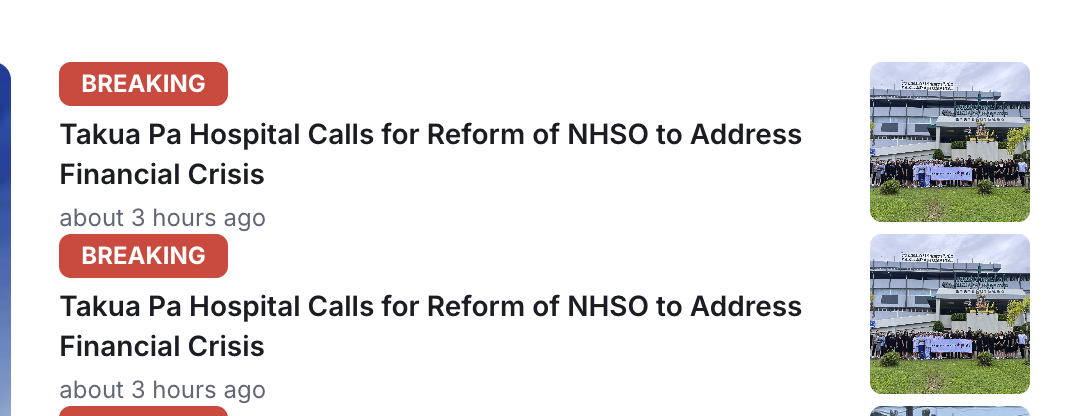 BREAKING
Takua Pa Hospital Calls for Reform of NHSO to Address
Financial Crisis
about 3 hours ago
BREAKING
Takua Pa Hospital Calls for Reform of NHSO to Address
Financial Crisis
about 3 hours ago